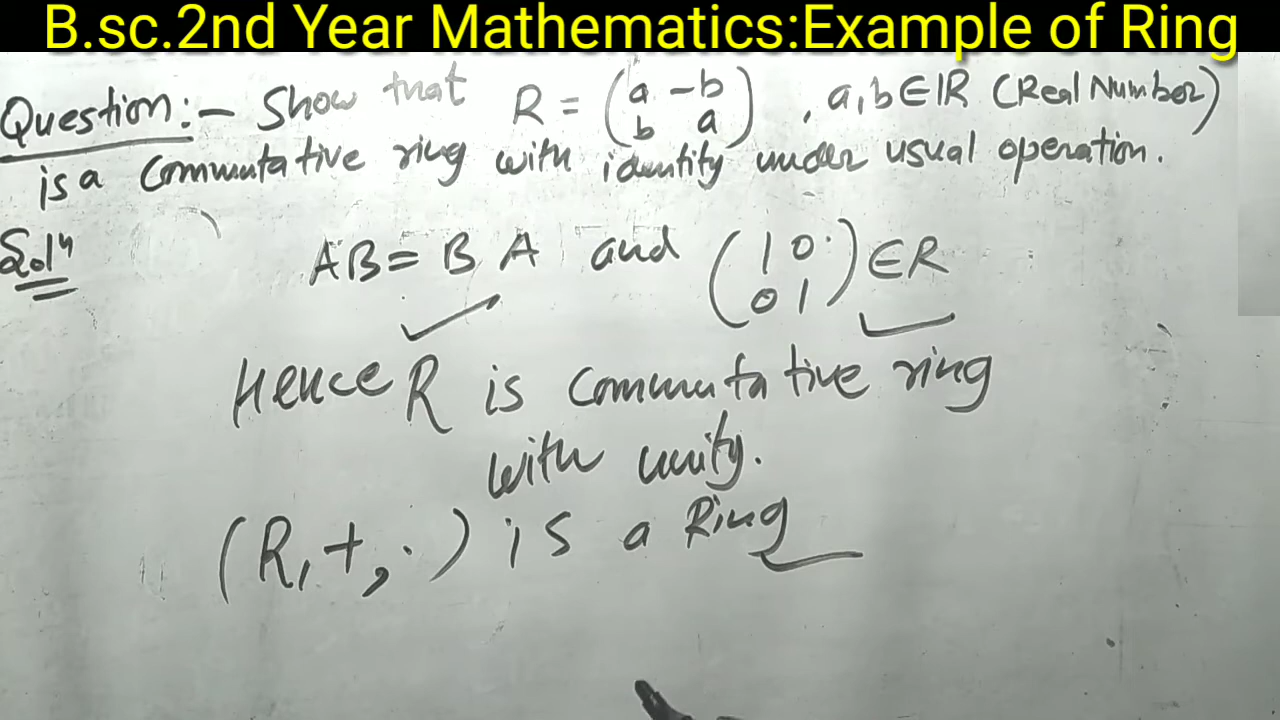 B.sc.2nd Year Mathematics:Example of Ring
Question:- Show that R = (a -b
b a) , a,b∈IR (Real Number)
is a Commutative ring with identity under usual operation.
Solⁿ
AB = BA and (1 0
0 1) ∈R
Hence R is commutative ring
with unity.
(R,+,·) is a Ring